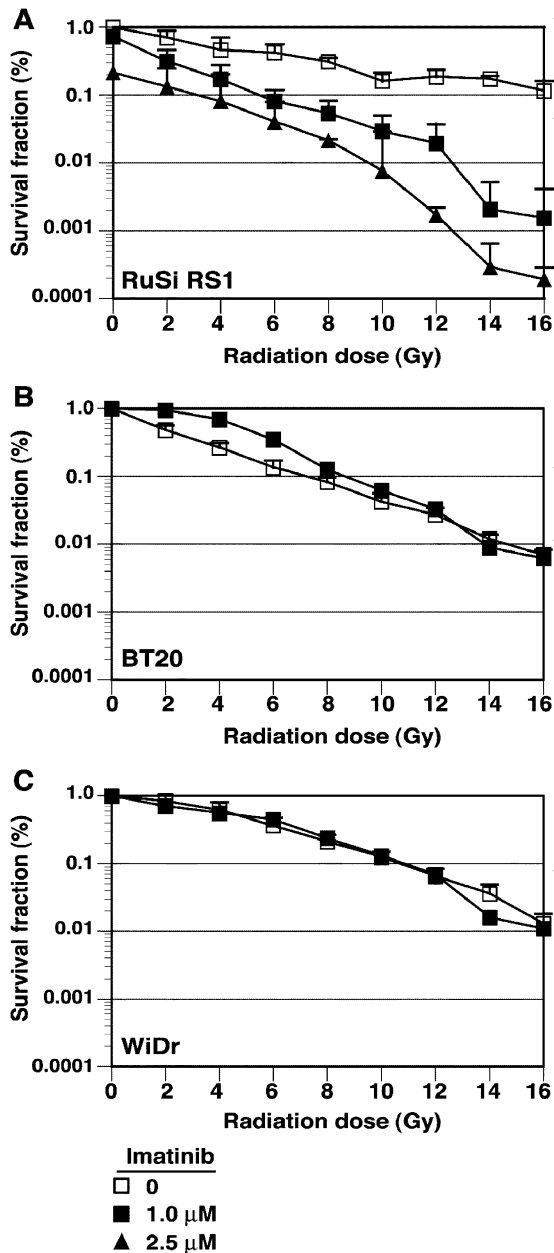 A
Survival fraction (%)
1.0
0.1
0.01
0.001
0.0001
RuSi RS1
0 2 4 6 8 10 12 14 16
Radiation dose (Gy)
B
Survival fraction (%)
1.0
0.1
0.01
0.001
0.0001
BT20
0 2 4 6 8 10 12 14 16
Radiation dose (Gy)
C
Survival fraction (%)
1.0
0.1
0.01
0.001
0.0001
WiDr
0 2 4 6 8 10 12 14 16
Radiation dose (Gy)
Imatinib
0
1.0 μM
2.5 μM